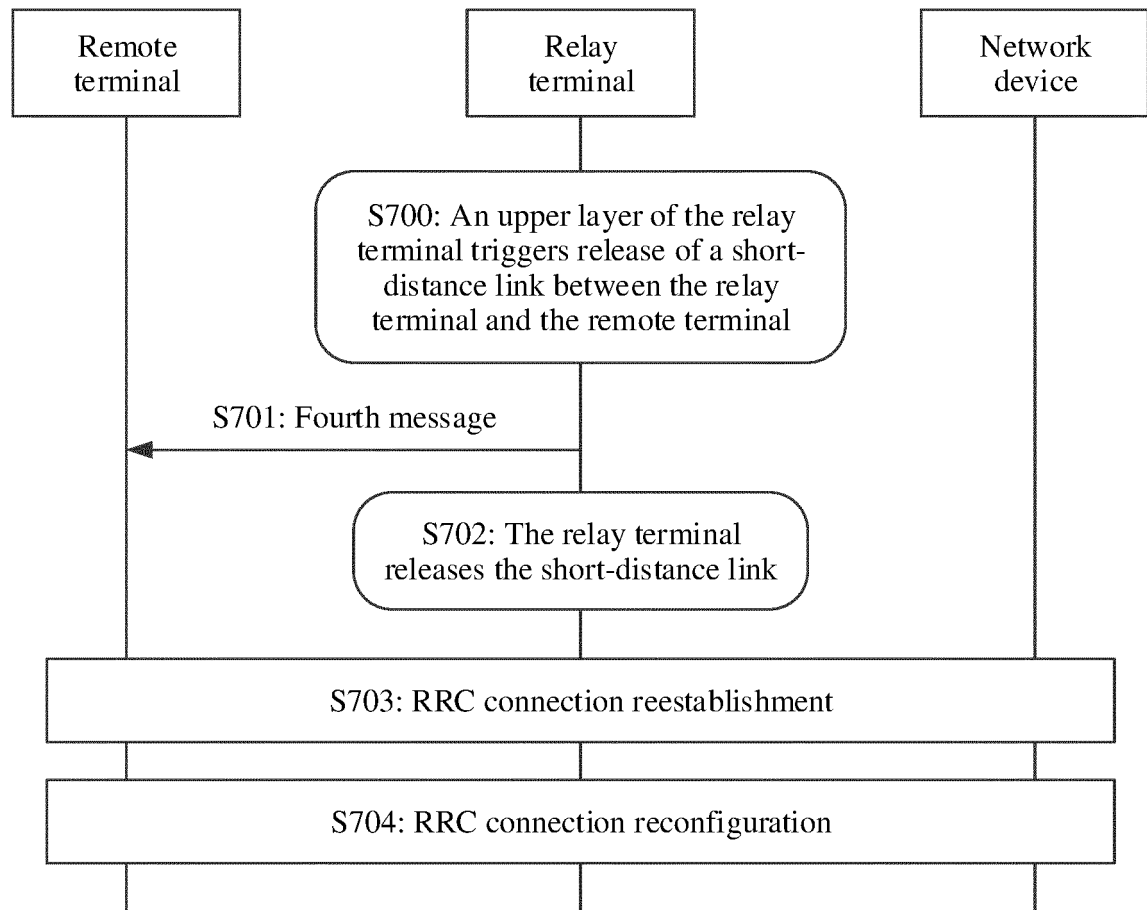 Remote
terminal
Relay
terminal
Network
device
S700: An upper layer of the relay
terminal triggers release of a short-
distance link between the relay
terminal and the remote terminal
S701: Fourth message
S702: The relay terminal
releases the short-distance link
S703: RRC connection reestablishment
S704: RRC connection reconfiguration